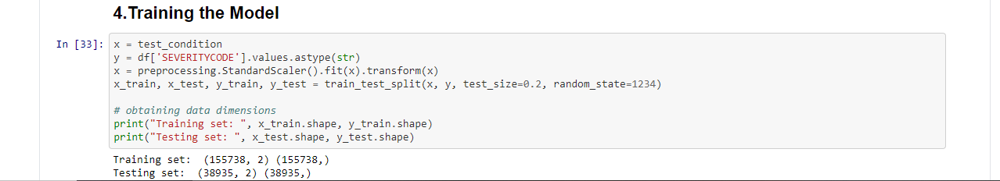 4.Training the Model
In [33]: x = test_condition
y = df['SEVERITYCODE'].values.astype(str)
x = preprocessing.StandardScaler().fit(x).transform(x)
x_train, x_test, y_train, y_test = train_test_split(x, y, test_size=0.2, random_state=1234)
# obtaining data dimensions
print("Training set: ", x_train.shape, y_train.shape)
print("Testing set: ", x_test.shape, y_test.shape)
Training set:  (155738, 2) (155738,)
Testing set:  (38935, 2) (38935,)